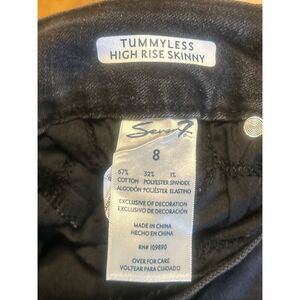 TUMMYLESS
HIGH RISE SKINNY
Seven7
8
67% 32% 1%
COTTON POLYESTER SPANDEX
ALGODÓN POLIÉSTER ELASTINO
EXCLUSIVE OF DECORATION
EXCLUSIVO DE DECORACIÓN
MADE IN CHINA
HECHO EN CHINA
RN# 109890
OVER FOR CARE
VOLTEAR PARA CUIDADO